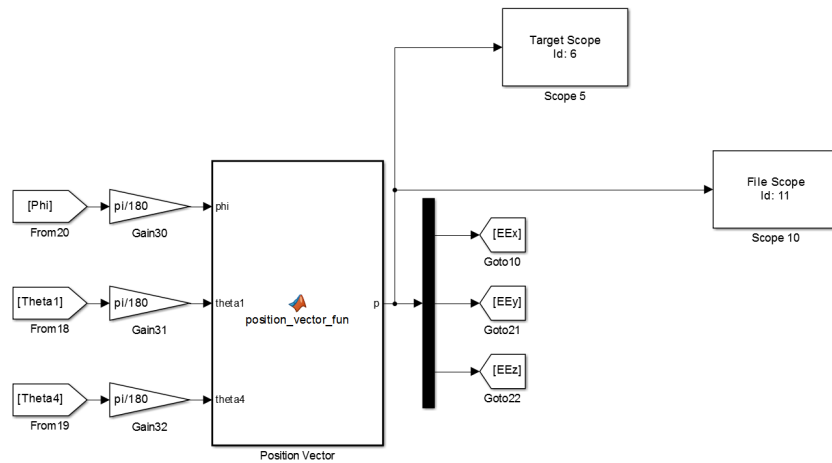 Target Scope
Id: 6
Scope 5
File Scope
Id: 11
Scope 10
[Phi]
From20
pi/180
Gain30
phi
[Theta1]
From18
pi/180
Gain31
theta1
[Theta4]
From19
pi/180
Gain32
theta4
position_vector_fun
p
Position Vector
[EEx]
Goto10
[EEy]
Goto21
[EEz]
Goto22